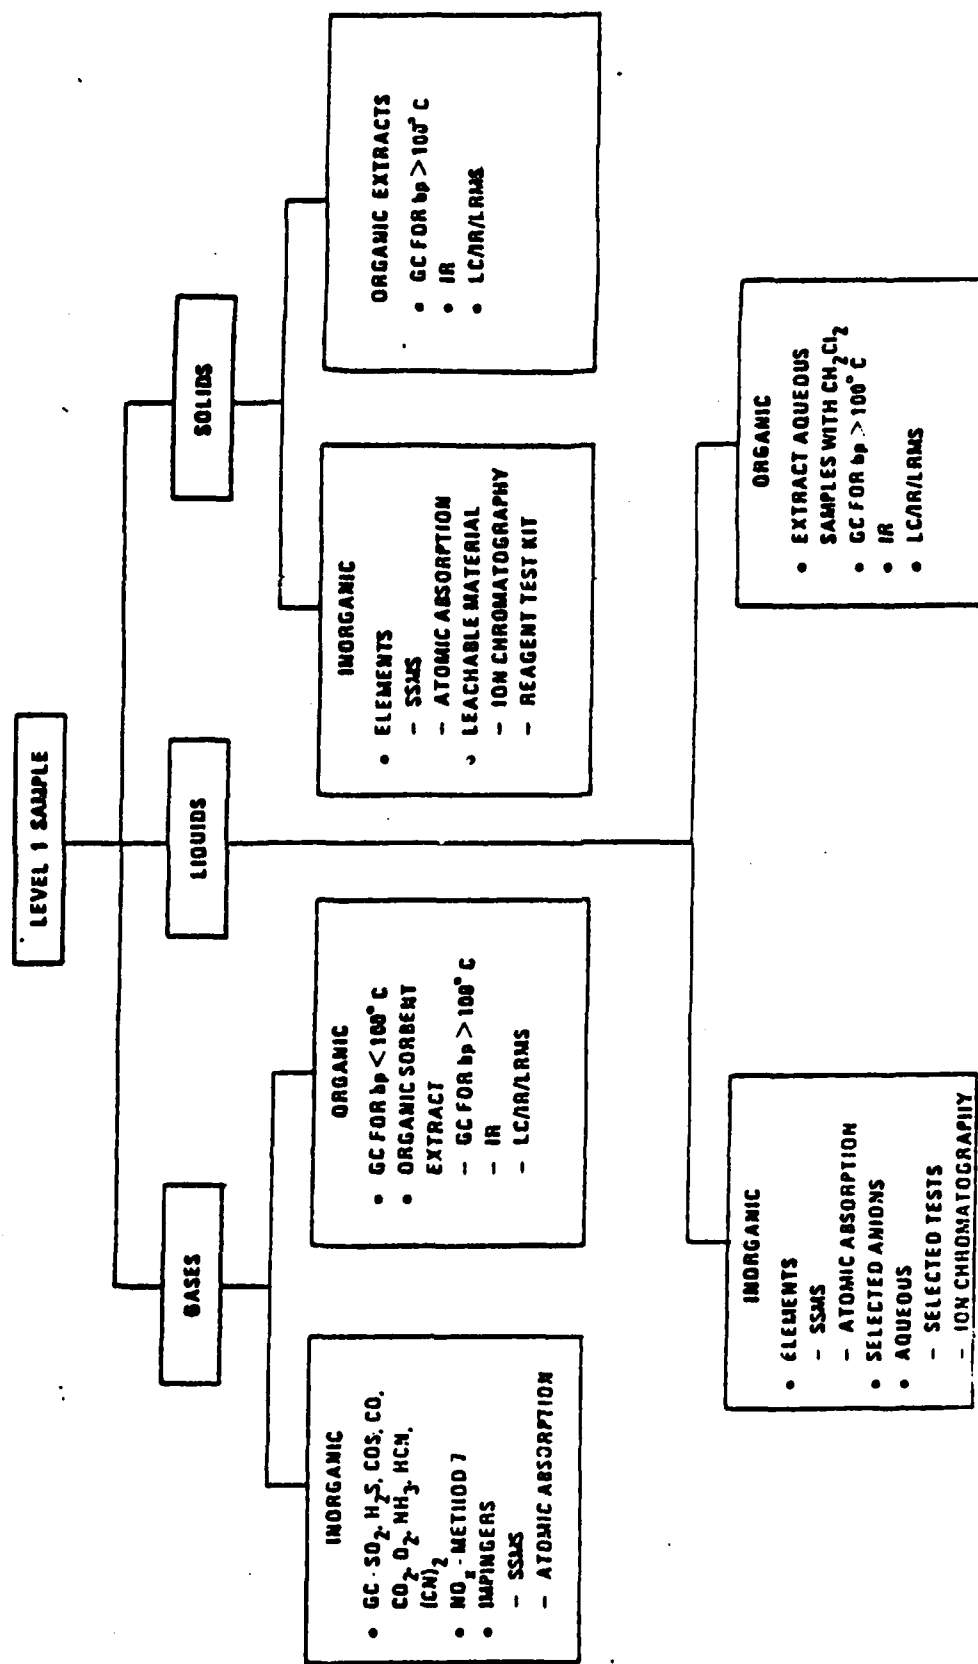 LEVEL 1 SAMPLE
GASES
LIQUIDS
SOLIDS
INORGANIC
• GC - SO2, H2S, COS, CO,
CO2, O2, NH3, HCN,
(CN)2
• NOx - METHOD 7
• IMPINGERS
– SSMS
– ATOMIC ABSORPTION
ORGANIC
• GC FOR bp < 100° C
• ORGANIC SORBENT
EXTRACT
– GC FOR bp > 100° C
– IR
– LC/IR/LRMS
INORGANIC
• ELEMENTS
– SSMS
– ATOMIC ABSORPTION
• LEACHABLE MATERIAL
– ION CHROMATOGRAPHY
– REAGENT TEST KIT
ORGANIC EXTRACTS
• GC FOR bp > 100° C
• IR
• LC/IR/LRMS
INORGANIC
• ELEMENTS
– SSMS
– ATOMIC ABSORPTION
• SELECTED ANIONS
• AQUEOUS
– SELECTED TESTS
– ION CHROMATOGRAPHY
ORGANIC
• EXTRACT AQUEOUS
SAMPLES WITH CH2Cl2
• GC FOR bp > 100° C
• IR
• LC/IR/LRMS